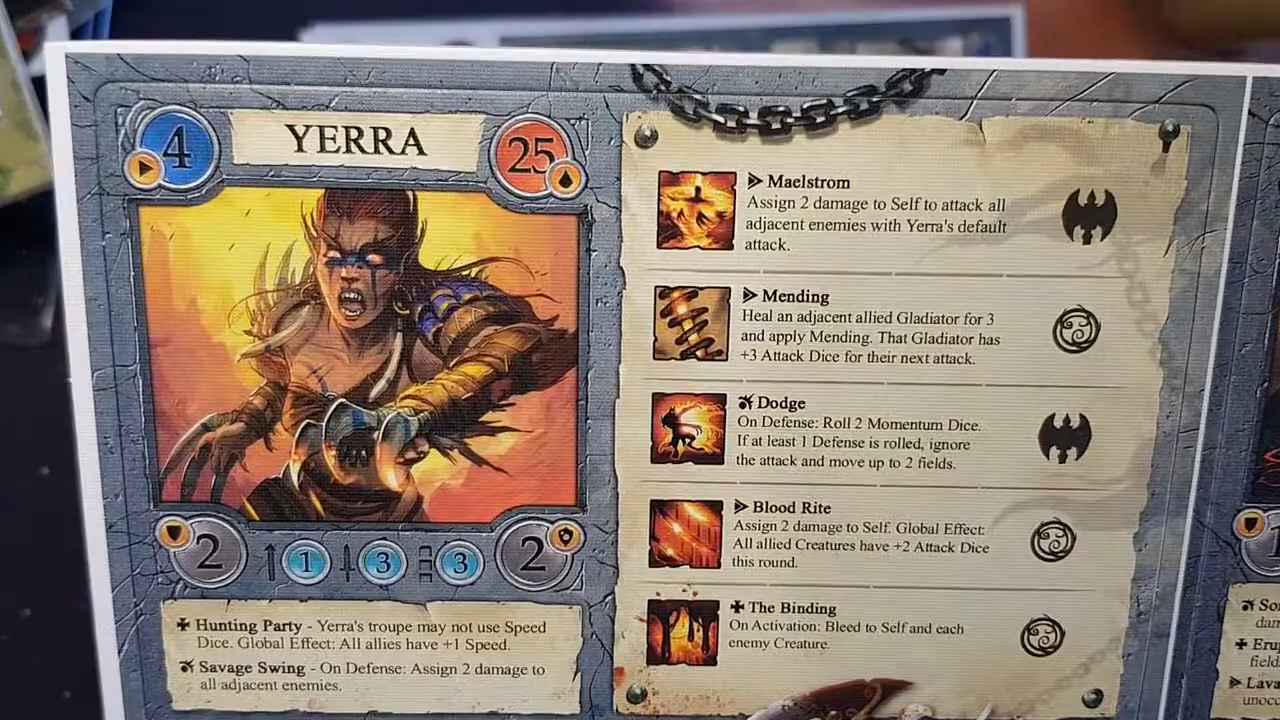 4
YERRA
25
2
1
3
3
2
Hunting Party - Yerra's troupe may not use Speed
Dice. Global Effect: All allies have +1 Speed.
Savage Swing - On Defense: Assign 2 damage to
all adjacent enemies.
Maelstrom
Assign 2 damage to Self to attack all
adjacent enemies with Yerra's default
attack.
Mending
Heal an adjacent allied Gladiator for 3
and apply Mending. That Gladiator has
+3 Attack Dice for their next attack.
Dodge
On Defense: Roll 2 Momentum Dice.
If at least 1 Defense is rolled, ignore
the attack and move up to 2 fields.
Blood Rite
Assign 2 damage to Self. Global Effect:
All allied Creatures have +2 Attack Dice
this round.
The Binding
On Activation: Bleed to Self and each
enemy Creature.